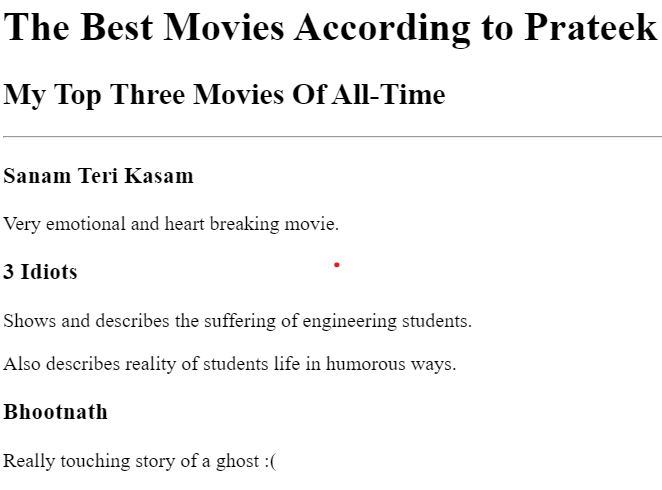 The Best Movies According to Prateek
My Top Three Movies Of All-Time
Sanam Teri Kasam
Very emotional and heart breaking movie.
3 Idiots
Shows and describes the suffering of engineering students.
Also describes reality of students life in humorous ways.
Bhootnath
Really touching story of a ghost :(